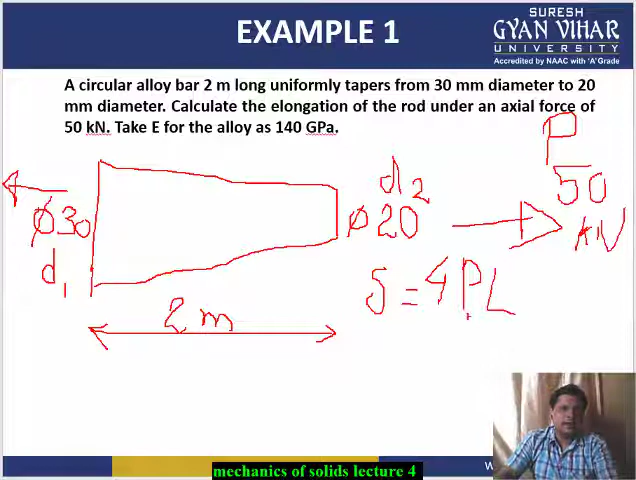 SURESH
GYAN VIHAR
UNIVERSITY
Accredited by NAAC with 'A' Grade
EXAMPLE 1
A circular alloy bar 2 m long uniformly tapers from 30 mm diameter to 20
mm diameter. Calculate the elongation of the rod under an axial force of
50 kN. Take E for the alloy as 140 GPa.
P
50
kN
d2
ϕ30
ϕ20
d1
δ = 4PL
2 m
mechanics of solids lecture 4
w